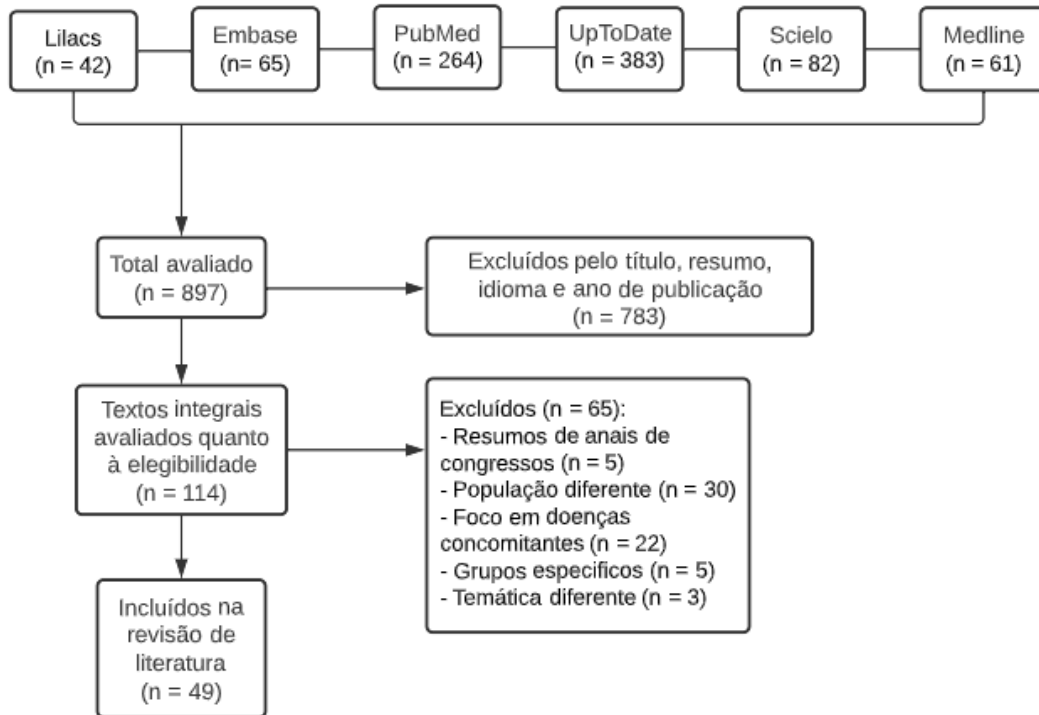 Lilacs
(n = 42)
Embase
(n= 65)
PubMed
(n = 264)
UpToDate
(n = 383)
Scielo
(n = 82)
Medline
(n = 61)
Total avaliado
(n = 897)
Excluídos pelo título, resumo,
idioma e ano de publicação
(n = 783)
Textos integrais
avaliados quanto
à elegibilidade
(n = 114)
Excluídos (n = 65):
- Resumos de anais de
congressos (n = 5)
- População diferente (n = 30)
- Foco em doenças
concomitantes (n = 22)
- Grupos especificos (n = 5)
- Temática diferente (n = 3)
Incluídos na
revisão de
literatura
(n = 49)